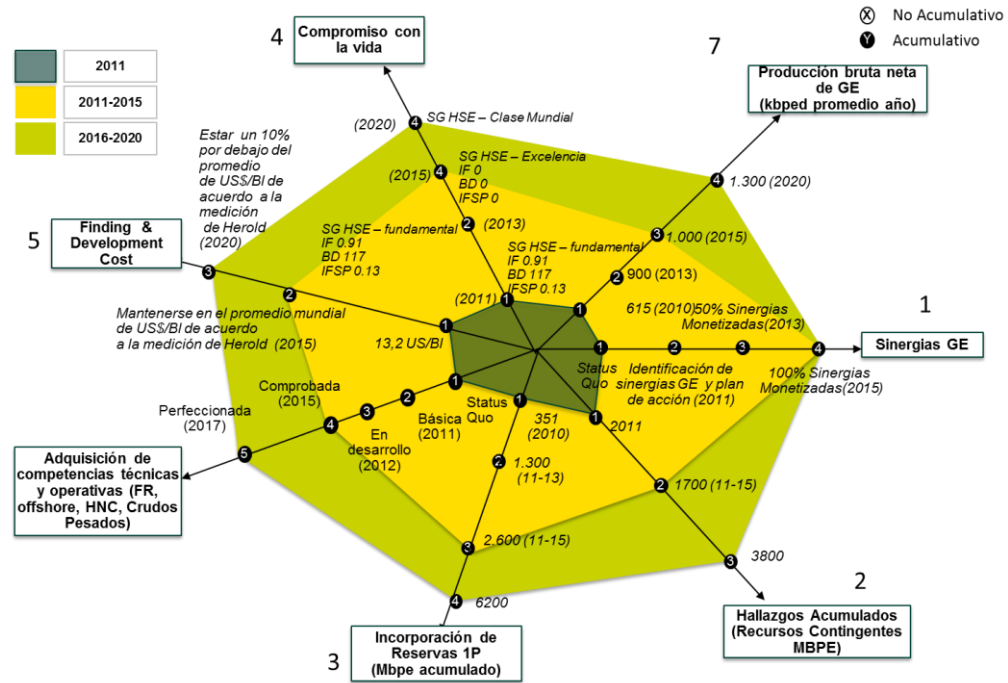 4
Compromiso con
la vida
7
X No Acumulativo
Y Acumulativo
2011
2011-2015
2016-2020
Producción bruta neta
de GE
(kbped promedio año)
(2020)
4
SG HSE – Clase Mundial
Estar un 10%
por debajo del
promedio
de US$/Bl de
acuerdo a la
medición
de Herold
(2020)
(2015)
4
SG HSE – Excelencia
IF 0
BD 0
IFSP 0
4
1.300 (2020)
5
Finding &
Development
Cost
SG HSE – fundamental
IF 0.91
BD 117
IFSP 0.13
2
(2013)
SG HSE – fundamental
IF 0.91
BD 117
IFSP 0.13
3
1.000 (2015)
2
900 (2013)
3
2
Mantenerse en el promedio mundial
de US$/Bl de acuerdo
a la medición de Herold (2015)
(2011)
1
1
615 (2010)
50% Sinergias
Monetizadas(2013)
1
1
13,2 US/Bl
1
2
3
4
Sinergias GE
Status
Quo
Identificación de
sinergias GE y plan
de acción (2011)
100% Sinergias
Monetizadas(2015)
Perfeccionada
(2017)
Comprobada
(2015)
5
4
3
2
1
En
desarrollo
(2012)
Básica
(2011)
Status
Quo
1
351
(2010)
1
2011
Adquisición de
competencias técnicas
y operativas (FR,
offshore, HNC, Crudos
Pesados)
2
1.300
(11-13)
2
1700 (11-15)
3
2.600 (11-15)
3
3800
4
6200
2
Hallazgos Acumulados
(Recursos Contingentes
MBPE)
3
Incorporación de
Reservas 1P
(Mbpe acumulado)